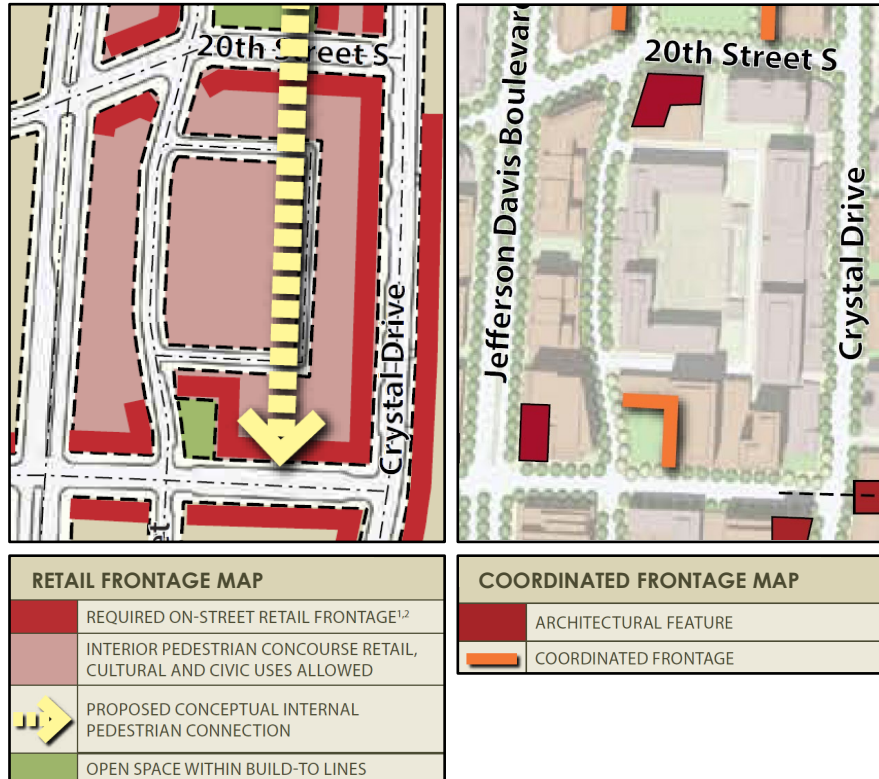 20th Street S
Crystal Drive
RETAIL FRONTAGE MAP
REQUIRED ON-STREET RETAIL FRONTAGE1,2
INTERIOR PEDESTRIAN CONCOURSE RETAIL,
CULTURAL AND CIVIC USES ALLOWED
PROPOSED CONCEPTUAL INTERNAL
PEDESTRIAN CONNECTION
OPEN SPACE WITHIN BUILD-TO LINES
20th Street S
Jefferson Davis Boulevard
Crystal Drive
COORDINATED FRONTAGE MAP
ARCHITECTURAL FEATURE
COORDINATED FRONTAGE